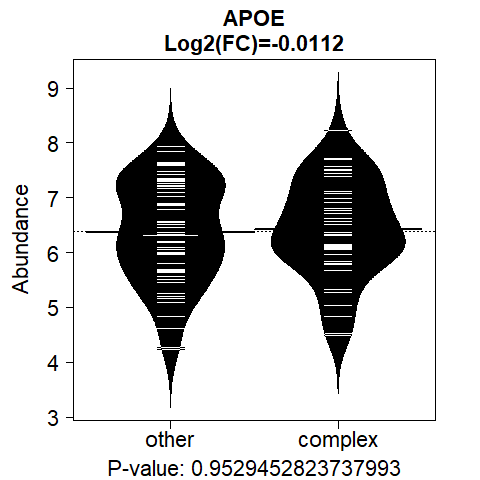 APOE
Log2(FC)=-0.0112
Abundance
9
8
7
6
5
4
3
other complex
P-value: 0.9529452823737993